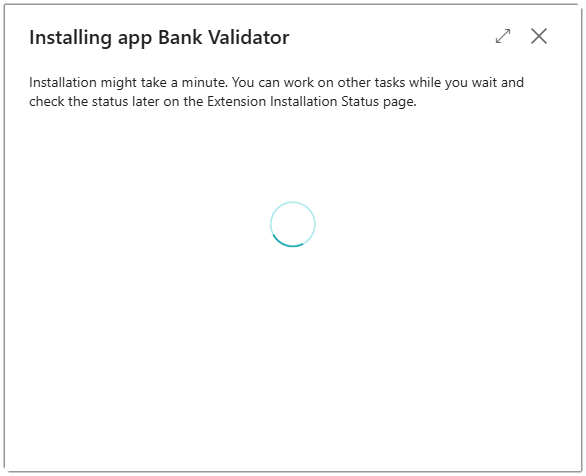 Installing app Bank Validator
Installation might take a minute. You can work on other tasks while you wait and
check the status later on the Extension Installation Status page.